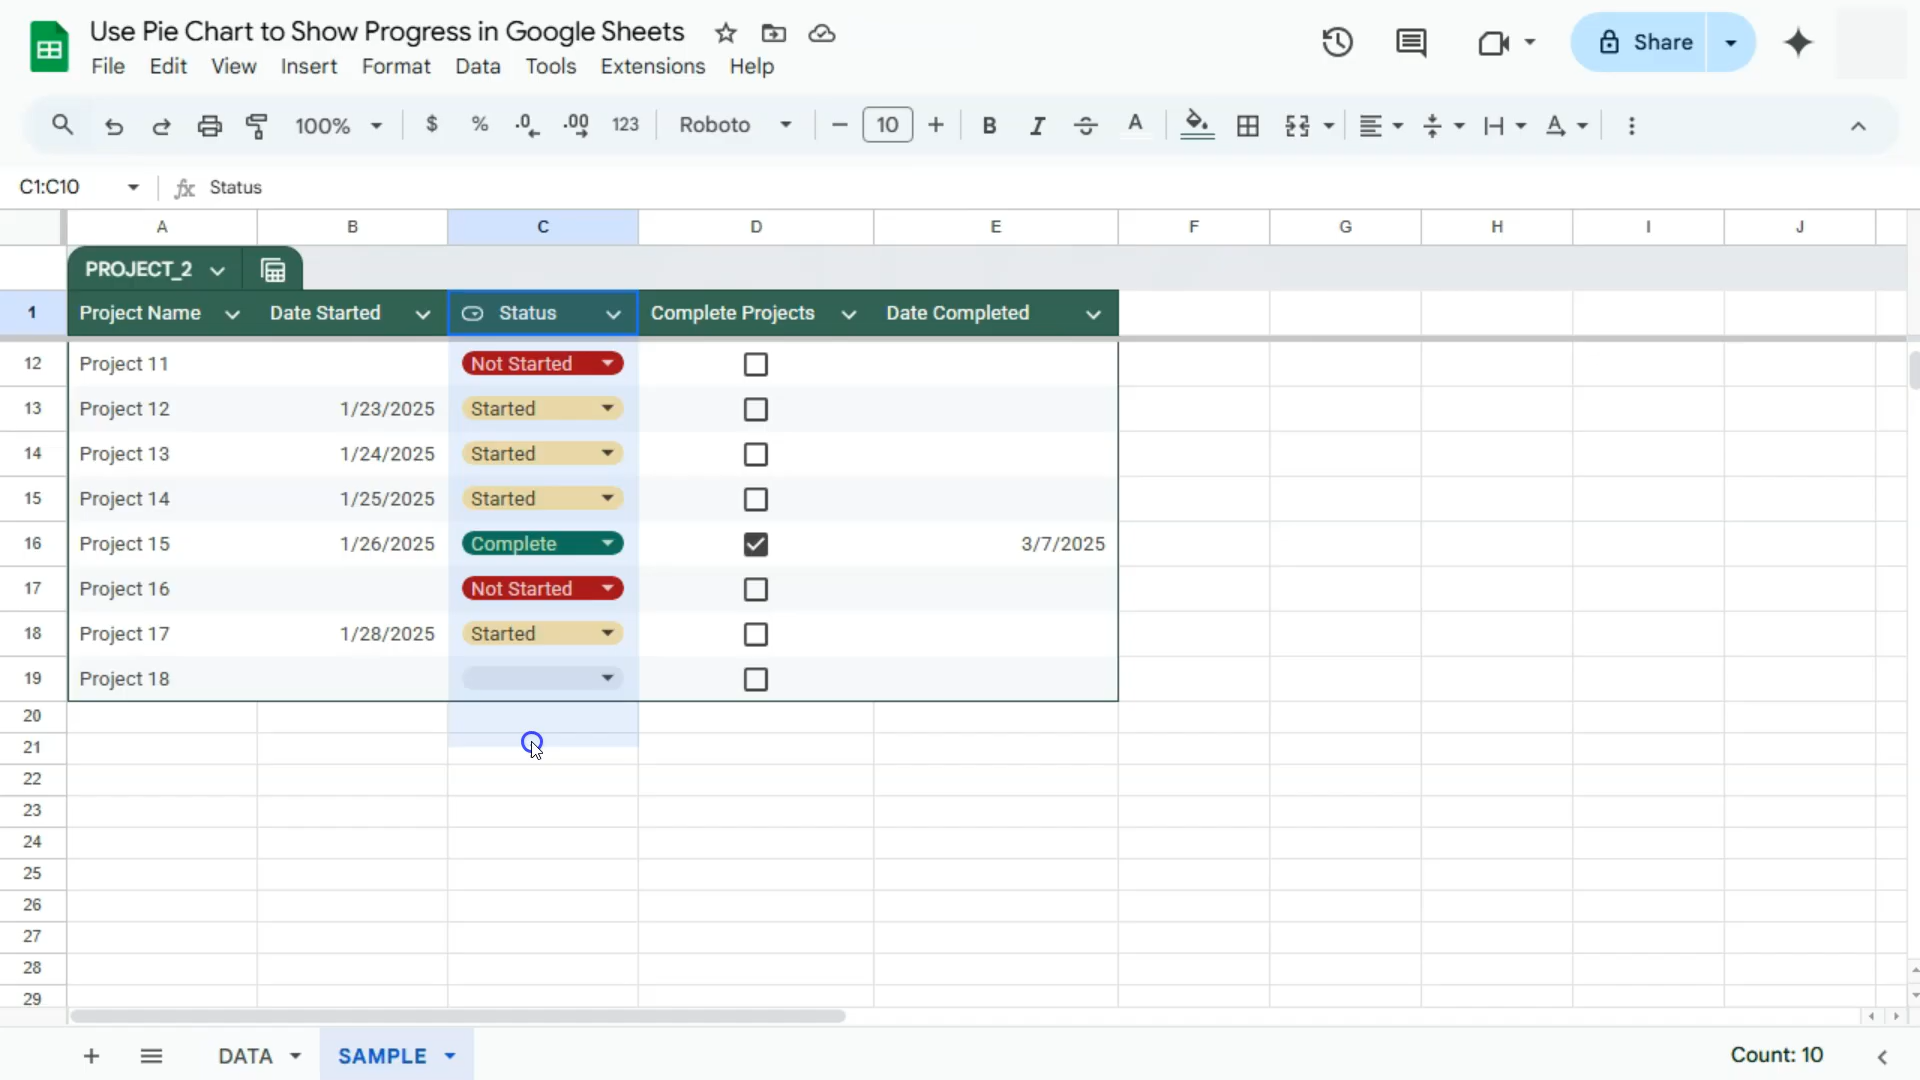 Use Pie Chart to Show Progress in Google Sheets
File Edit View Insert Format Data Tools Extensions Help
Share
100% $ % .0 .00 123 Roboto 10 B I S A
C1:C10 fx Status
A B C D E F G H I J
PROJECT_2
1 Project Name Date Started Status Complete Projects Date Completed
12 Project 11 Not Started
13 Project 12 1/23/2025 Started
14 Project 13 1/24/2025 Started
15 Project 14 1/25/2025 Started
16 Project 15 1/26/2025 Complete 3/7/2025
17 Project 16 Not Started
18 Project 17 1/28/2025 Started
19 Project 18
20
21
22
23
24
25
26
27
28
29
DATA SAMPLE Count: 10